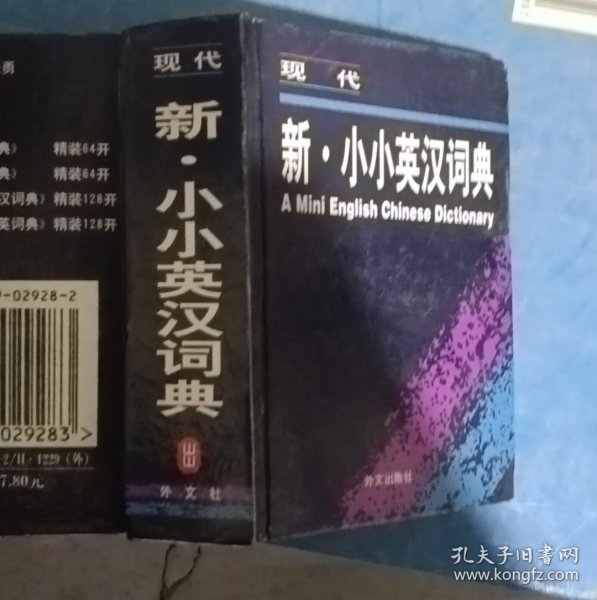 勇
典》 精装64开
典》 精装64开
汉词典》 精装128开
英词典》 精装128开
-02928-2
029283>
-2/H·1229(外)
7.80元
现代
新·小小英汉词典
外文社
现代
新·小小英汉词典
A Mini English Chinese Dictionary
外文出版社
孔夫子旧书网
www.kongfz.com